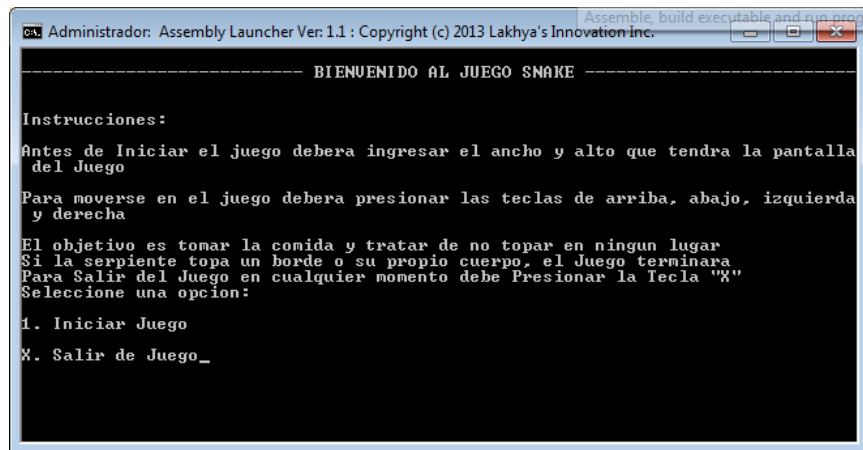 Assemble, build executable and run prog
Administrador: Assembly Launcher Ver: 1.1 : Copyright (c) 2013 Lakhya's Innovation Inc.
--------------------------- BIENVENIDO AL JUEGO SNAKE --------------------------
Instrucciones:
Antes de Iniciar el juego debera ingresar el ancho y alto que tendra la pantalla
del Juego
Para moverse en el juego debera presionar las teclas de arriba, abajo, izquierda
y derecha
El objetivo es tomar la comida y tratar de no topar en ningun lugar
Si la serpiente topa un borde o su propio cuerpo, el Juego terminara
Para Salir del Juego en cualquier momento debe Presionar la Tecla "X"
Seleccione una opcion:
1. Iniciar Juego
X. Salir de Juego_